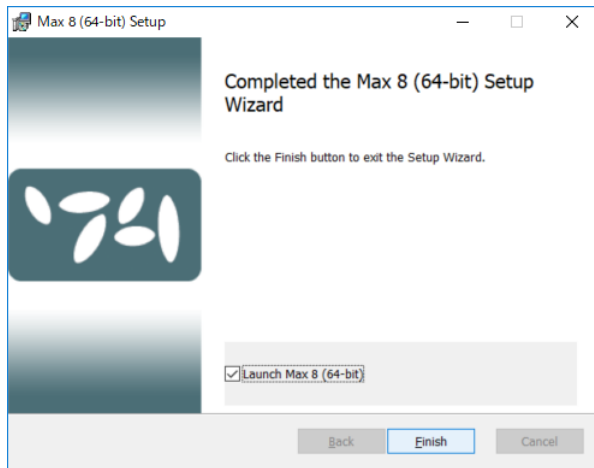 Max 8 (64-bit) Setup
Completed the Max 8 (64-bit) Setup
Wizard
Click the Finish button to exit the Setup Wizard.
Launch Max 8 (64-bit)
Back
Finish
Cancel